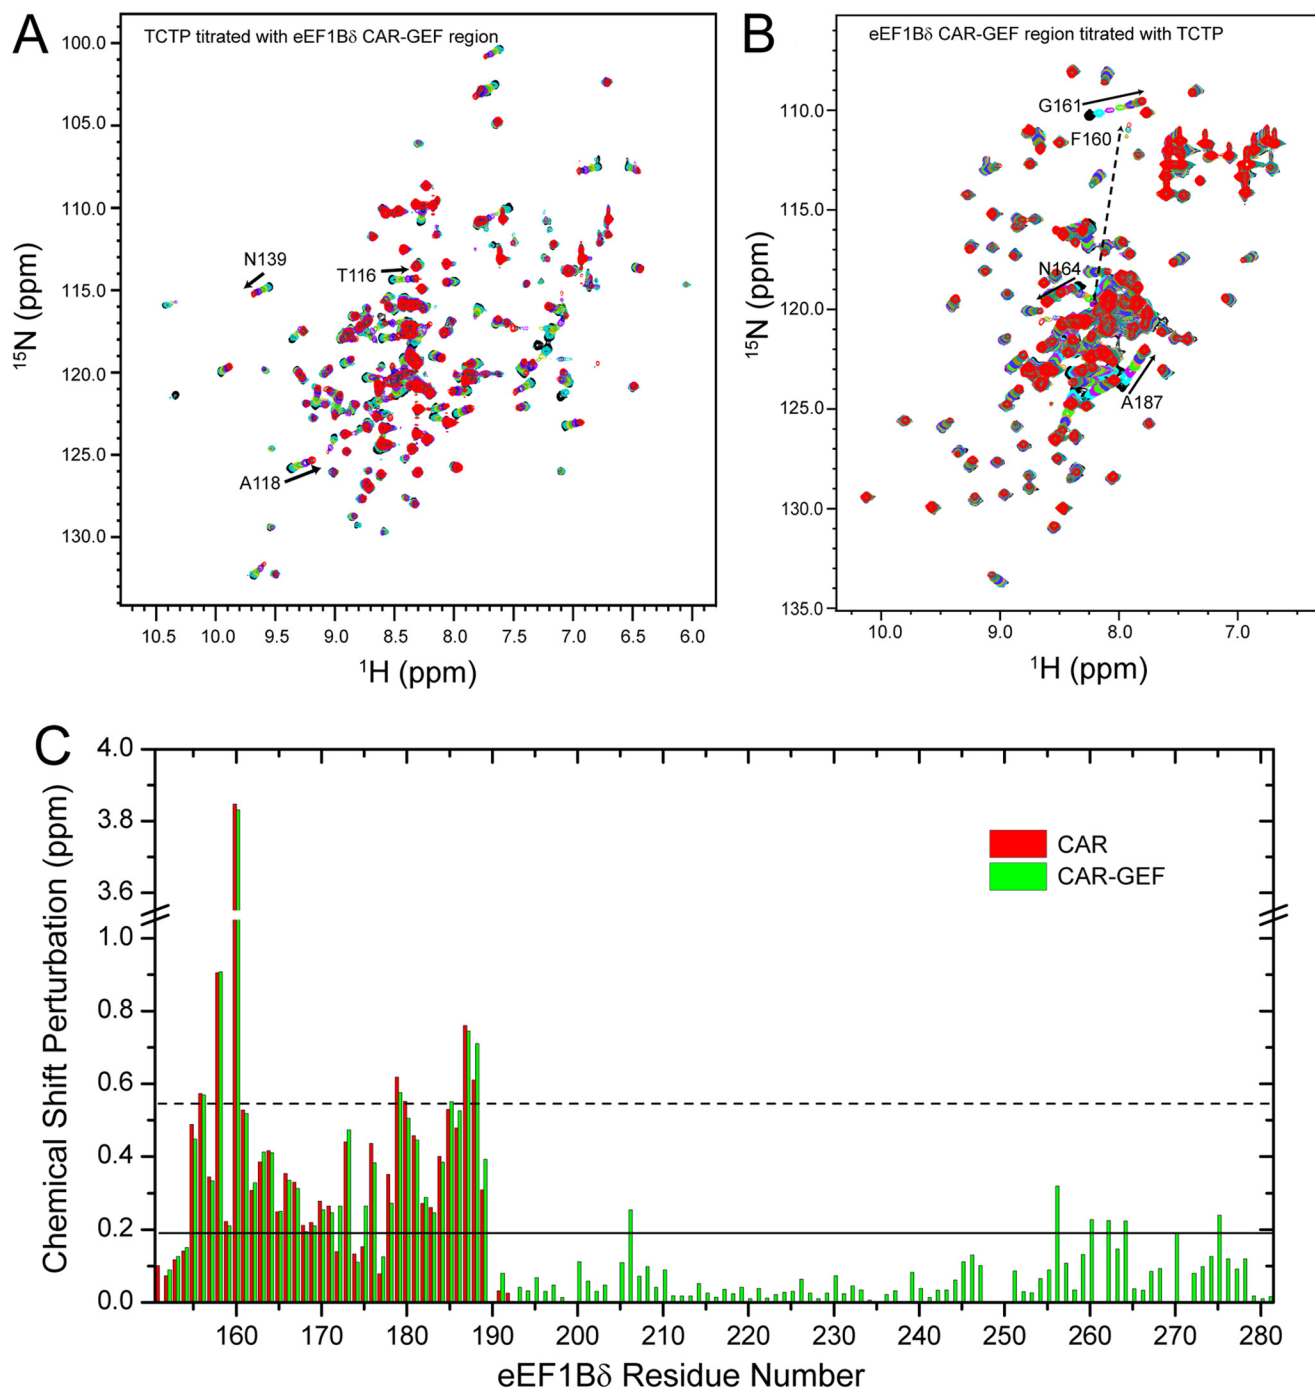 A
TCTP titrated with eEF1Bδ CAR-GEF region
100.0
105.0
110.0
115.0
120.0
125.0
130.0
¹⁵N (ppm)
N139
T116
A118
10.5 10.0 9.5 9.0 8.5 8.0 7.5 7.0 6.5 6.0
¹H (ppm)
B
eEF1Bδ CAR-GEF region titrated with TCTP
110.0
115.0
120.0
125.0
130.0
135.0
¹⁵N (ppm)
G161
F160
N164
A187
10.0 9.0 8.0 7.0
¹H (ppm)
C
4.0
3.8
3.6
1.0
0.8
0.6
0.4
0.2
0.0
Chemical Shift Perturbation (ppm)
CAR
CAR-GEF
160 170 180 190 200 210 220 230 240 250 260 270 280
eEF1Bδ Residue Number